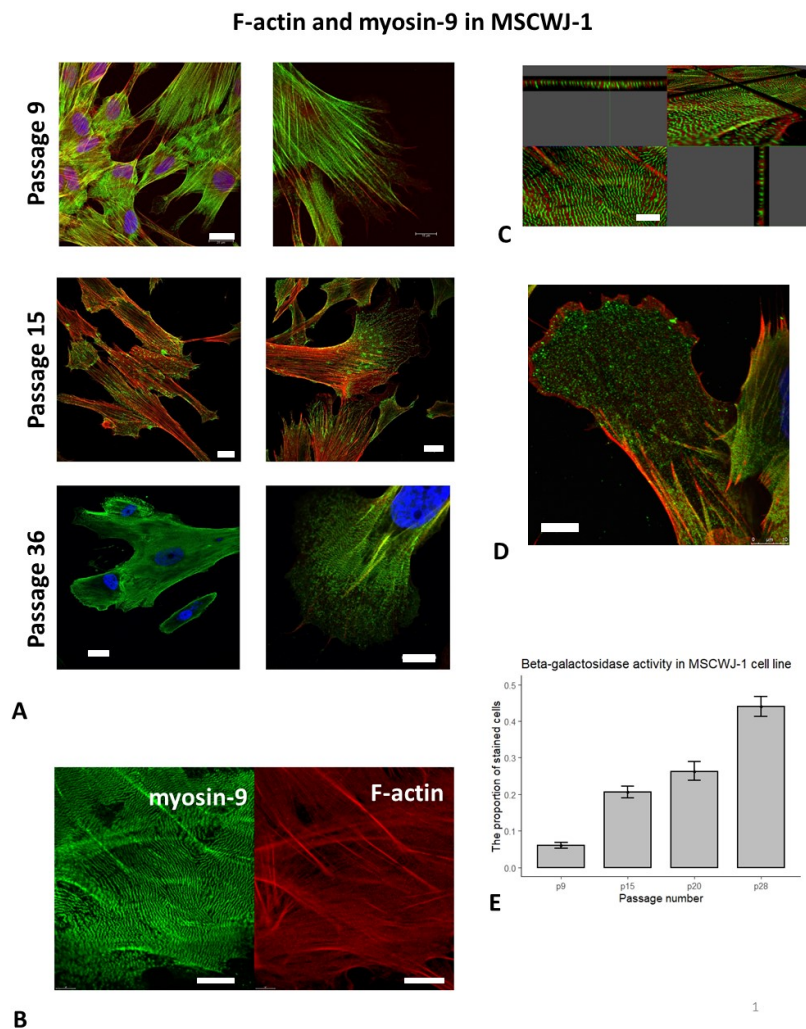 F-actin and myosin-9 in MSCWJ-1
Passage 9
Passage 15
Passage 36
A
myosin-9
F-actin
B
C
D
Beta-galactosidase activity in MSCWJ-1 cell line
The proportion of stained cells
0.5
0.4
0.3
0.2
0.1
0.0
p9
p15
p20
p28
Passage number
E
1